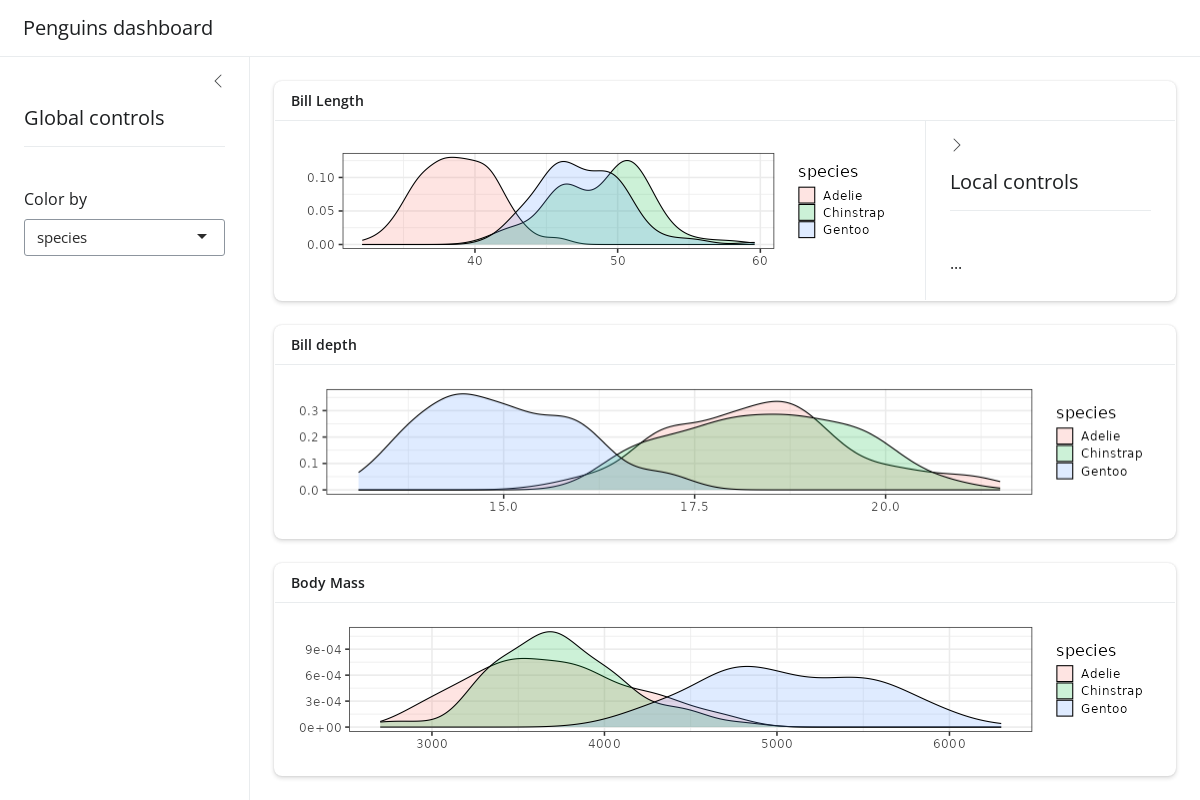 Penguins dashboard
Global controls
Color by
species
Bill Length
0.10
0.05
0.00
40 50 60
species
Adelie
Chinstrap
Gentoo
Local controls
...
Bill depth
0.3
0.2
0.1
0.0
15.0 17.5 20.0
species
Adelie
Chinstrap
Gentoo
Body Mass
9e-04
6e-04
3e-04
0e+00
3000 4000 5000 6000
species
Adelie
Chinstrap
Gentoo